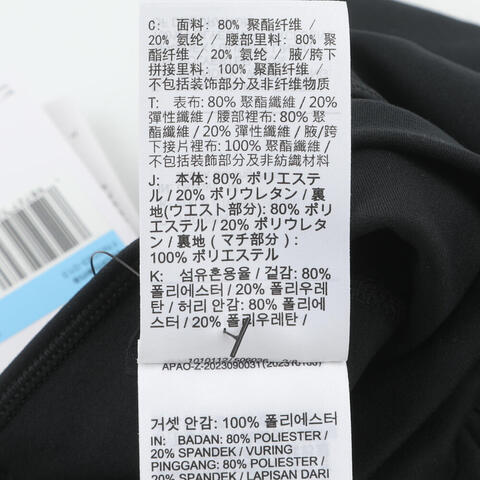 C: 面料: 80% 聚酯纤维 /
20% 氨纶 / 腰部里料: 80% 聚
酯纤维 / 20% 氨纶 / 腋/胯下
拼接里料: 100% 聚酯纤维 /
不包括装饰部分及非纤维物质
T: 表布: 80% 聚酯纖維 / 20%
彈性纖維 / 腰部裡布: 80% 聚
酯纖維 / 20% 彈性纖維 / 腋/跨
下接片裡布: 100% 聚酯纖維 /
不包括裝飾部分及非紡織材料
J: 本体: 80% ポリエステ
ル / 20% ポリウレタン / 裏
地(ウエスト部分): 80% ポリ
エステル / 20% ポリウレタ
ン / 裏地 ( マチ部分 ):
100% ポリエステル
K: 섬유혼용율 / 겉감: 80%
폴리에스터 / 20% 폴리우레
탄 / 허리 안감: 80% 폴리에
스터 / 20% 폴리우레탄 /
APAO-Z-2023090031(20231010б)
거셋 안감: 100% 폴리에스터
IN: BADAN: 80% POLIESTER /
20% SPANDEK / VURING
PINGGANG: 80% POLIESTER /
20% SPANDEK / LAPISAN DARI